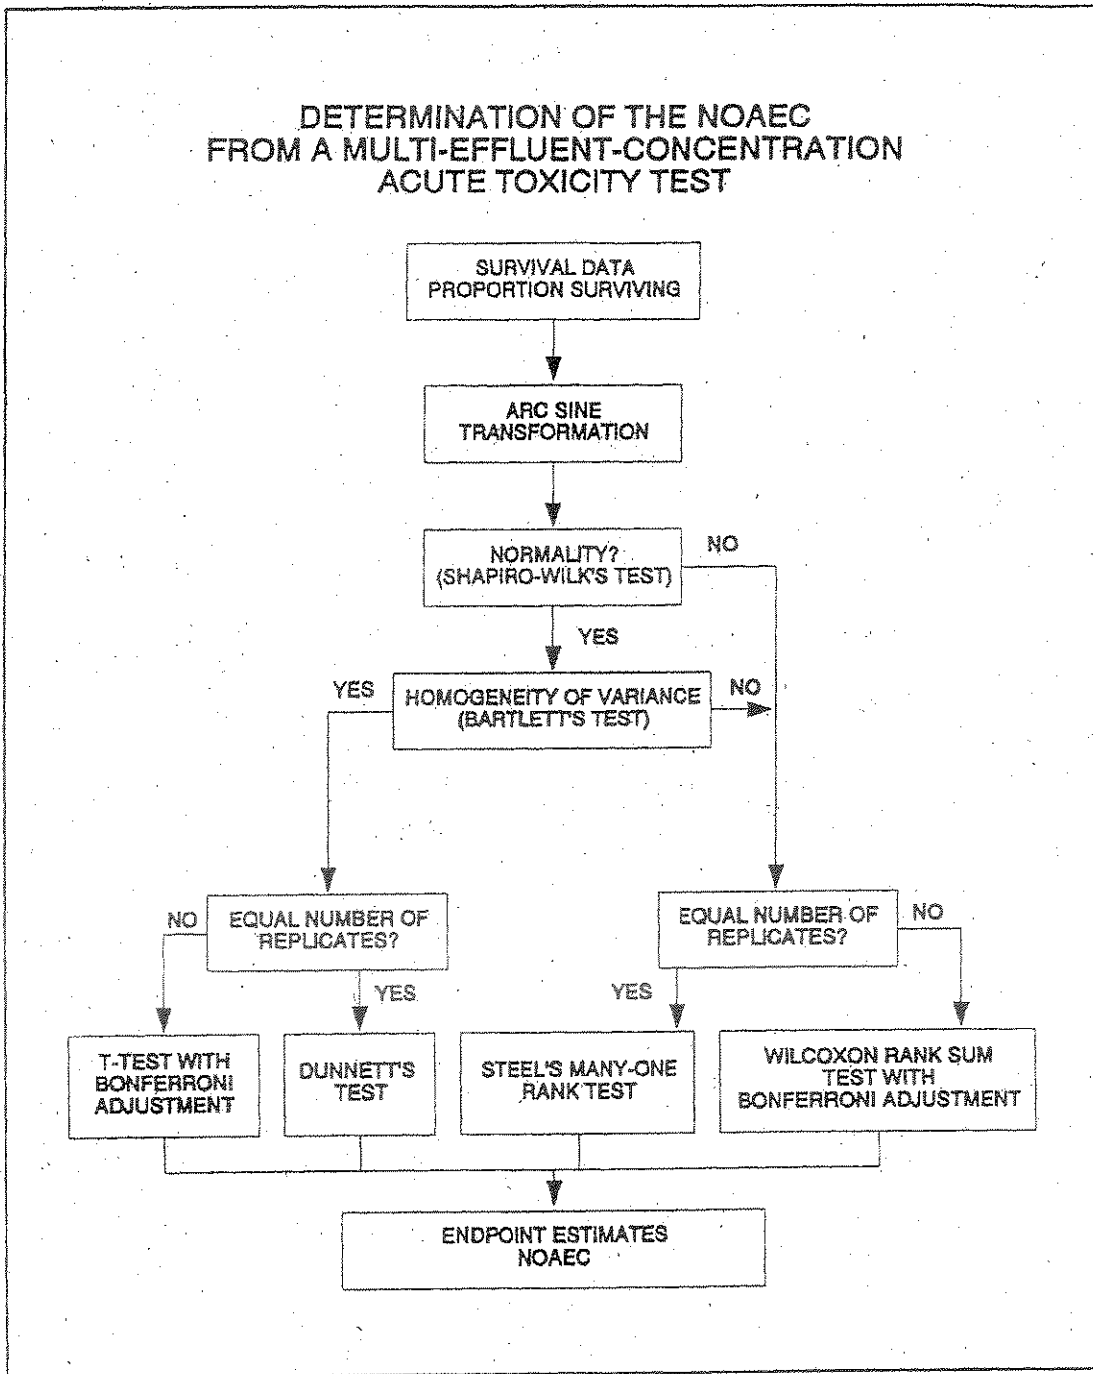 DETERMINATION OF THE NOAEC
FROM A MULTI-EFFLUENT-CONCENTRATION
ACUTE TOXICITY TEST
SURVIVAL DATA
PROPORTION SURVIVING
ARC SINE
TRANSFORMATION
NORMALITY?
(SHAPIRO-WILK'S TEST)
NO
YES
YES
HOMOGENEITY OF VARIANCE
(BARTLETT'S TEST)
NO
NO
EQUAL NUMBER OF
REPLICATES?
YES
EQUAL NUMBER OF
REPLICATES?
NO
YES
T-TEST WITH
BONFERRONI
ADJUSTMENT
DUNNETT'S
TEST
STEEL'S MANY-ONE
RANK TEST
WILCOXON RANK SUM
TEST WITH
BONFERRONI ADJUSTMENT
ENDPOINT ESTIMATES
NOAEC